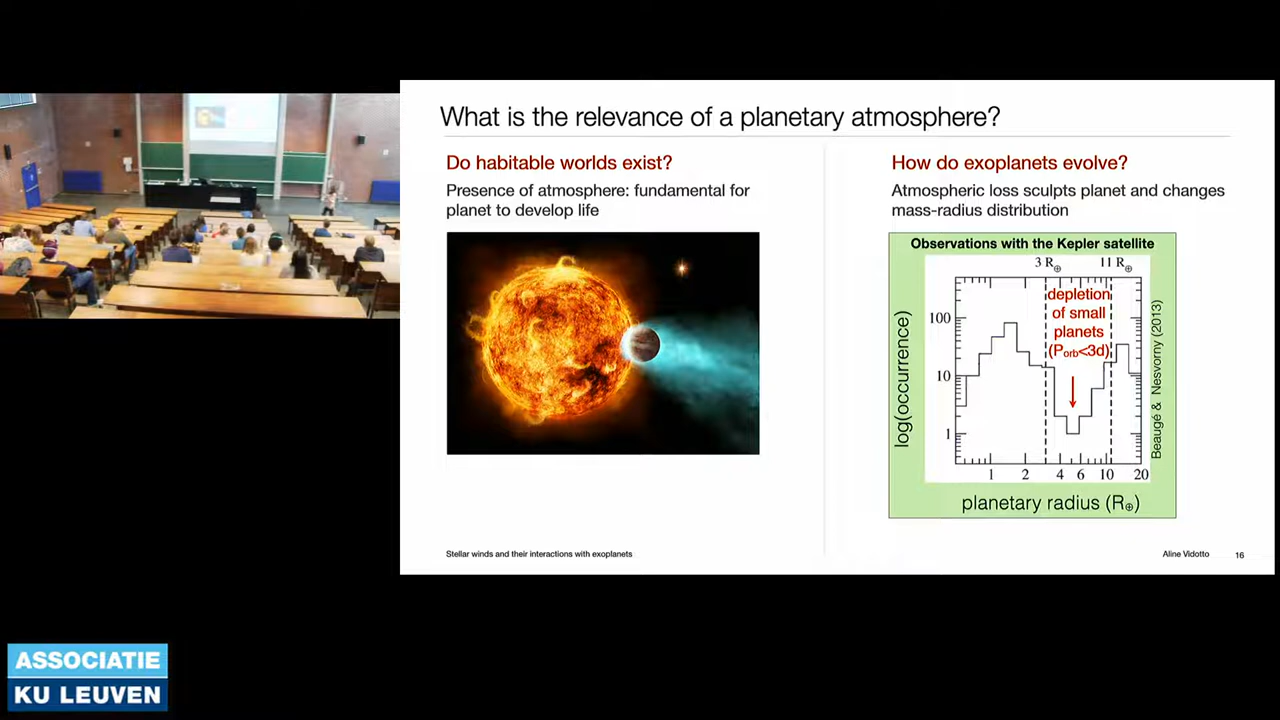 What is the relevance of a planetary atmosphere?
Do habitable worlds exist?
Presence of atmosphere: fundamental for
planet to develop life
How do exoplanets evolve?
Atmospheric loss sculpts planet and changes
mass-radius distribution
Observations with the Kepler satellite
3 R⊕ 11 R⊕
depletion
of small
planets
(Porb<3d)
100
10
1
log(occurrence)
1 2 4 6 10 20
planetary radius (R⊕)
Beaugé & Nesvorny (2013)
Stellar winds and their interactions with exoplanets
Aline Vidotto 16
ASSOCIATIE
KU LEUVEN